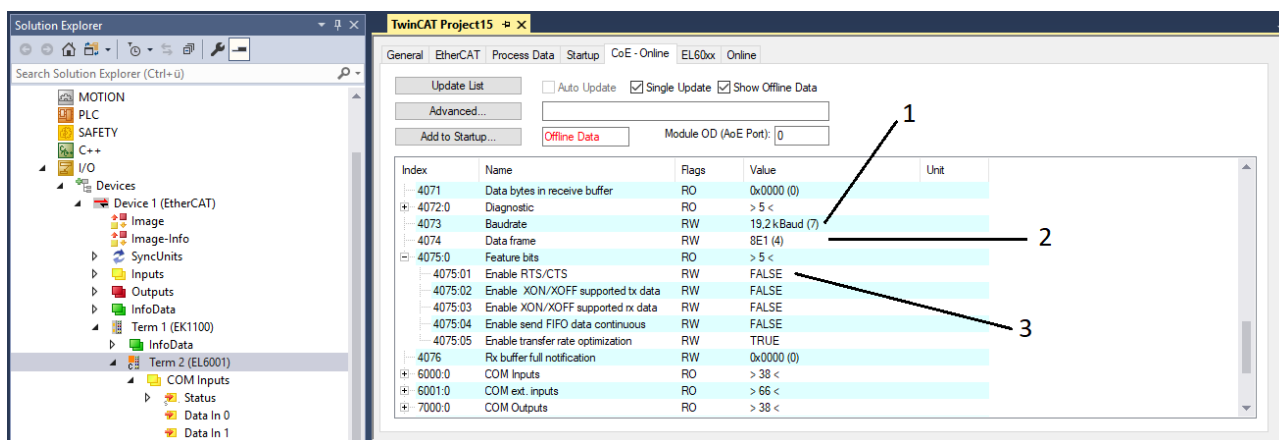 Solution Explorer
Search Solution Explorer (Ctrl+ü)
MOTION
PLC
SAFETY
C++
I/O
Devices
Device 1 (EtherCAT)
Image
Image-Info
SyncUnits
Inputs
Outputs
InfoData
Term 1 (EK1100)
InfoData
Term 2 (EL6001)
COM Inputs
Status
Data In 0
Data In 1
TwinCAT Project15
General EtherCAT Process Data Startup CoE - Online EL60xx Online
Update List Auto Update Single Update Show Offline Data
Advanced...
Add to Startup... Offline Data Module OD (AoE Port): 0
1
Index Name Flags Value Unit
4071 Data bytes in receive buffer RO 0x0000 (0)
4072:0 Diagnostic RO > 5 <
4073 Baudrate RW 19,2 kBaud (7)
4074 Data frame RW 8E1 (4) 2
4075:0 Feature bits RO > 5 <
4075:01 Enable RTS/CTS RW FALSE
4075:02 Enable XON/XOFF supported tx data RW FALSE
4075:03 Enable XON/XOFF supported rx data RW FALSE
4075:04 Enable send FIFO data continuous RW FALSE 3
4075:05 Enable transfer rate optimization RW TRUE
4076 Rx buffer full notification RW 0x0000 (0)
6000:0 COM Inputs RO > 38 <
6001:0 COM ext. inputs RO > 66 <
7000:0 COM Outputs RO > 38 <